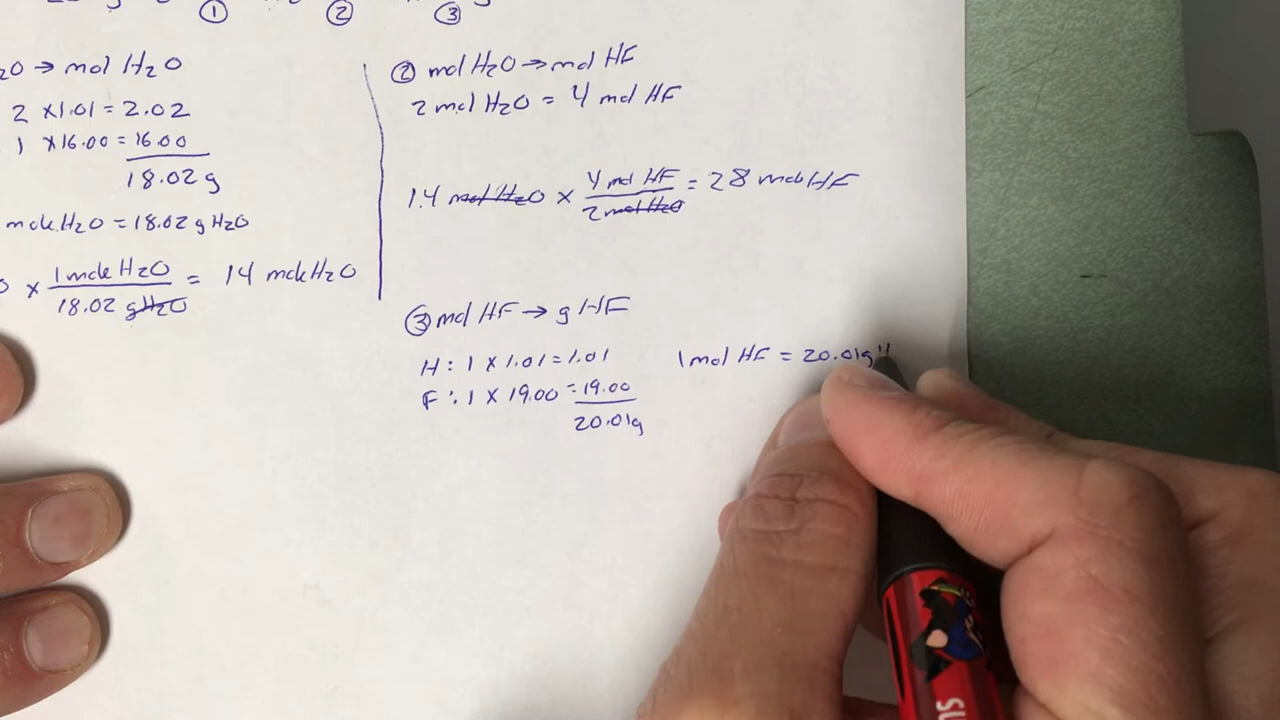 ① ② ③
2O → mol H2O
2 × 1.01 = 2.02
1 × 16.00 = 16.00
18.02 g
mole H2O = 18.02 g H2O
O × 1 mole H2O / 18.02 g H2O = 14 mole H2O
② mol H2O → mol HF
2 mol H2O = 4 mol HF
1.4 mol H2O × 4 mol HF / 2 mol H2O = 28 mols HF
③ mol HF → g HF
H : 1 × 1.01 = 1.01
F : 1 × 19.00 = 19.00
20.01g
1 mol HF = 20.01g H
SU